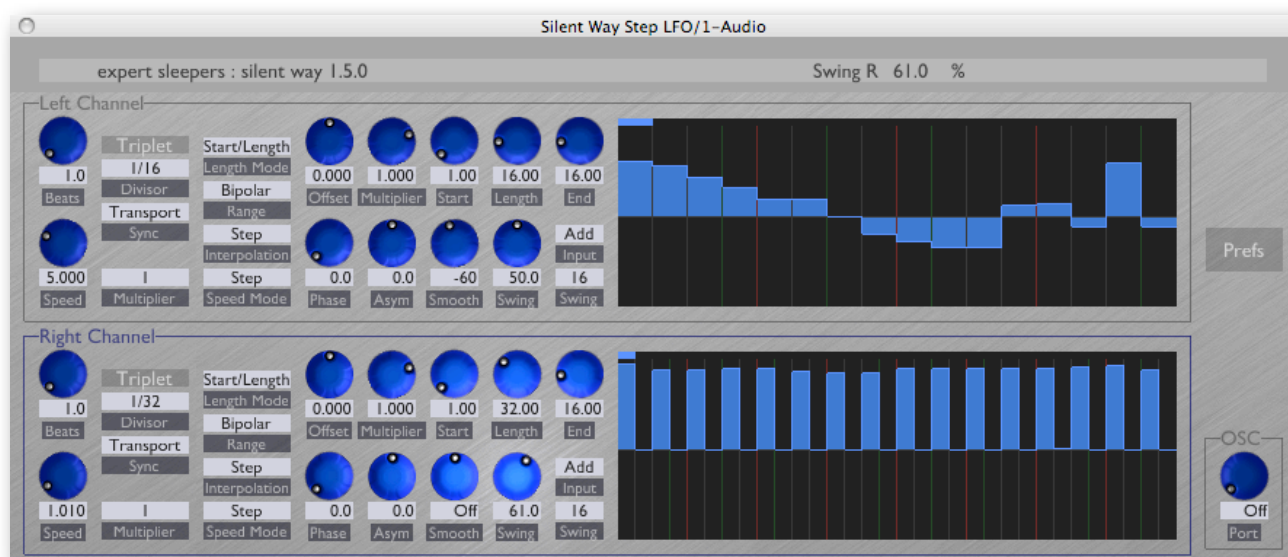 Silent Way Step LFO/1-Audio
expert sleepers : silent way 1.5.0 Swing R 61.0 %
Left Channel
Triplet Start/Length
1.0 1/16 Length Mode 0.000 1.000 1.00 16.00 16.00
Beats Divisor Bipolar Offset Multiplier Start Length End
Transport Range
Sync Step Add
Interpolation Input
5.000 1 Step 0.0 0.0 -60 50.0 16
Speed Multiplier Speed Mode Phase Asym Smooth Swing Swing
Prefs
Right Channel
Triplet Start/Length
1.0 1/32 Length Mode 0.000 1.000 1.00 32.00 16.00
Beats Divisor Bipolar Offset Multiplier Start Length End
Transport Range
Sync Step Add
Interpolation Input
1.010 1 Step 0.0 0.0 Off 61.0 16
Speed Multiplier Speed Mode Phase Asym Smooth Swing Swing
OSC
Off
Port